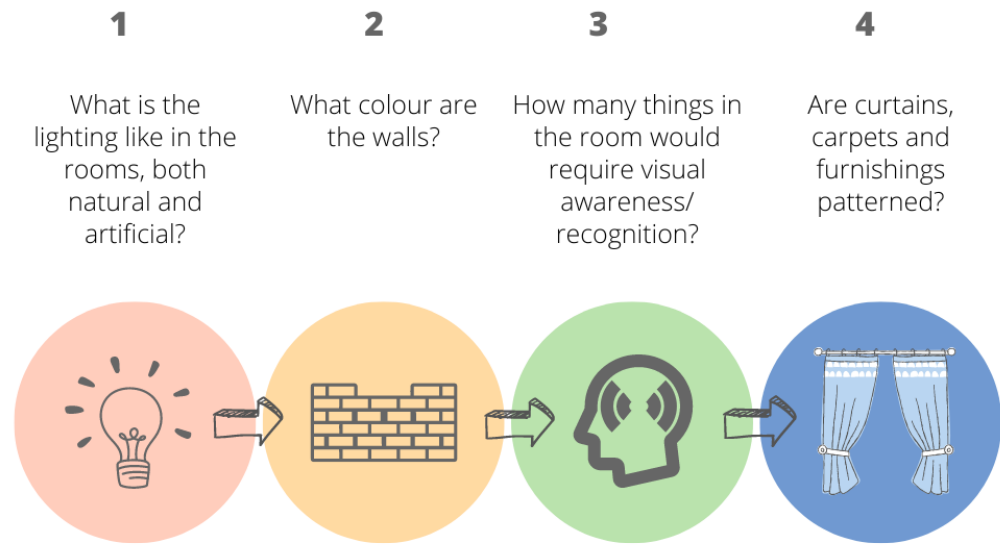 1
What is the
lighting like in the
rooms, both
natural and
artificial?
2
What colour are
the walls?
3
How many things in
the room would
require visual
awareness/
recognition?
4
Are curtains,
carpets and
furnishings
patterned?